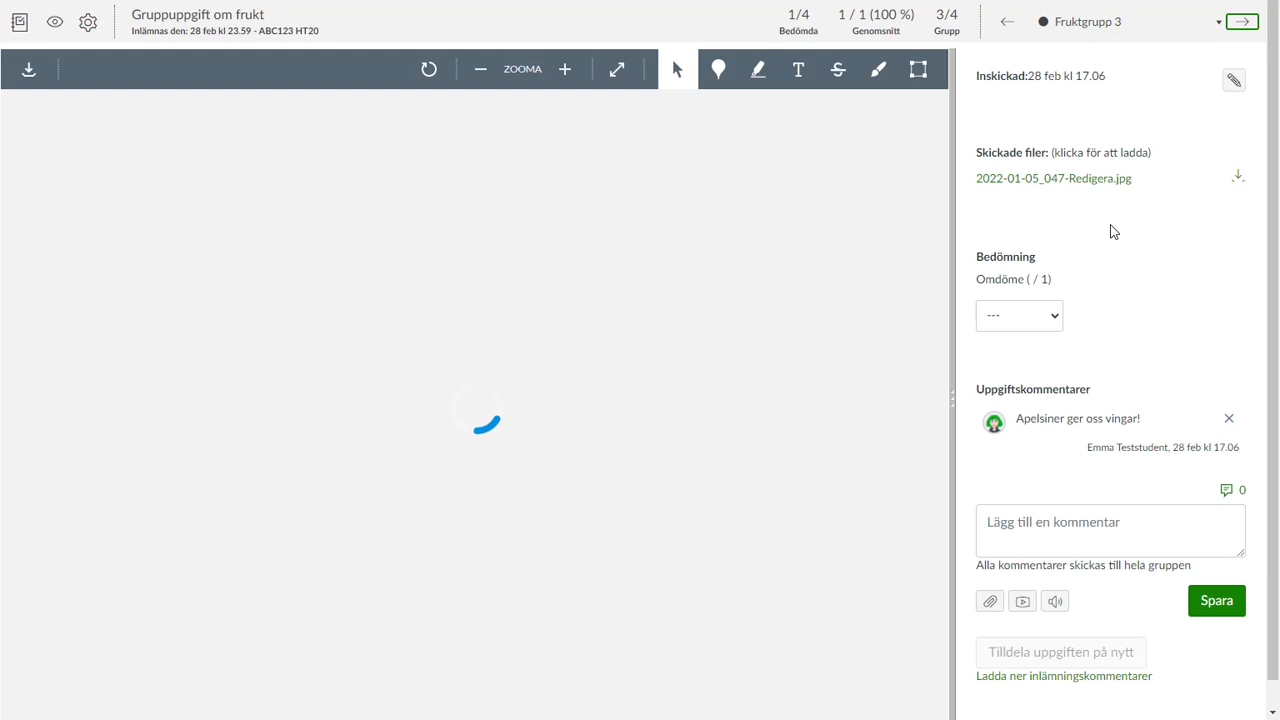 Gruppuppgift om frukt
Inlämnas den: 28 feb kl 23.59 - ABC123 HT20
1/4
Bedömda
1 / 1 (100 %)
Genomsnitt
3/4
Grupp
Fruktgrupp 3
ZOOMA
T
S
Inskickad:28 feb kl 17.06
Skickade filer: (klicka för att ladda)
2022-01-05_047-Redigera.jpg
Bedömning
Omdöme ( / 1)
---
Uppgiftskommentarer
Apelsiner ger oss vingar!
Emma Teststudent, 28 feb kl 17.06
0
Lägg till en kommentar
Alla kommentarer skickas till hela gruppen
Spara
Tilldela uppgiften på nytt
Ladda ner inlämningskommentarer